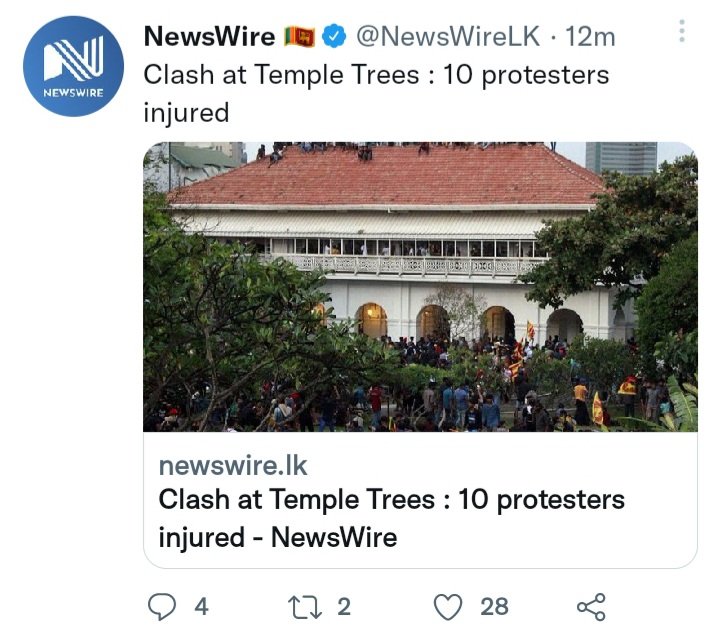 NewsWire 🇱🇰 @NewsWireLK · 12m
Clash at Temple Trees : 10 protesters
injured
NEWSWIRE
newswire.lk
Clash at Temple Trees : 10 protesters
injured - NewsWire
4 2 28